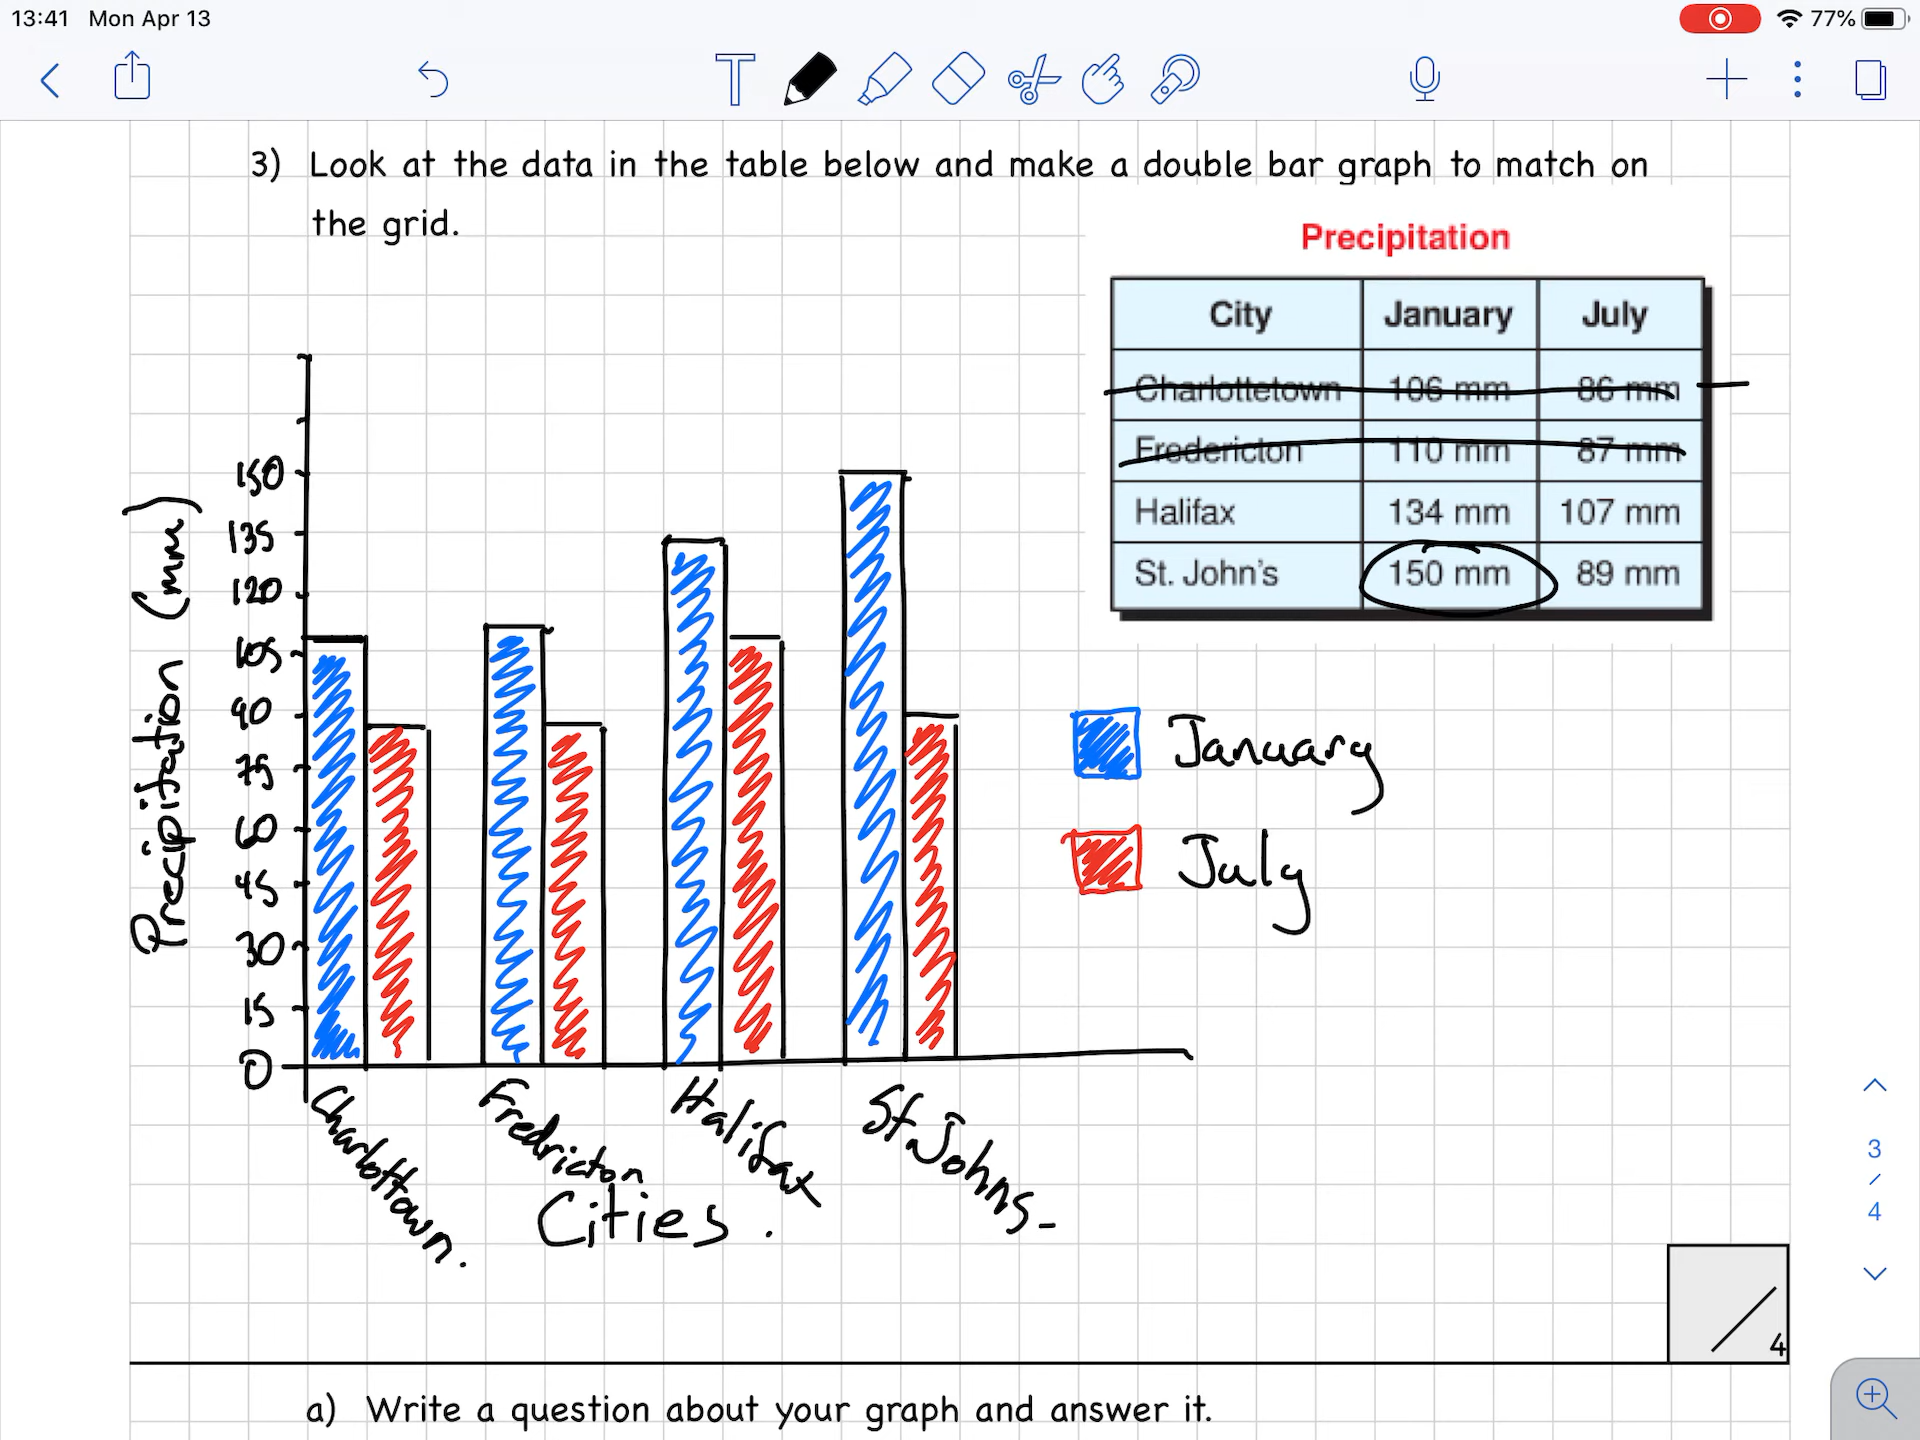 13:41 Mon Apr 13
77%
T
3) Look at the data in the table below and make a double bar graph to match on
the grid.
Precipitation
City January July
Charlottetown 106 mm 86 mm
Fredericton 110 mm 87 mm
Halifax 134 mm 107 mm
St. John's 150 mm 89 mm
Precipitation (mm)
150
135
120
105
90
75
60
45
30
15
0
January
July
Charlottown.
Fredricton
Halifax
St Johns-
Cities.
3
/
4
/4
a) Write a question about your graph and answer it.